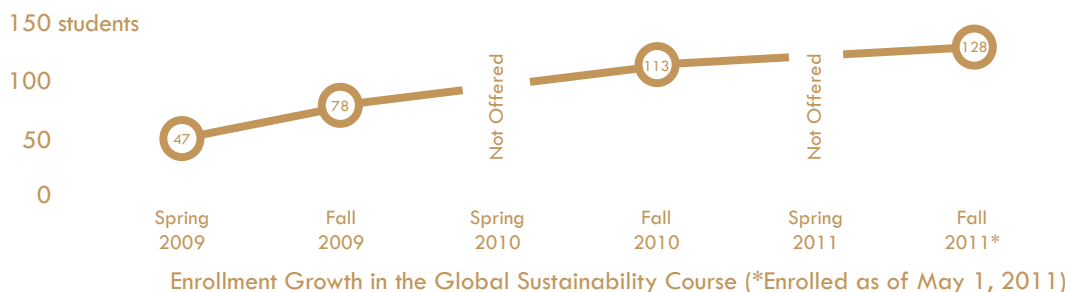 150 students
100
50
0
47
78
Not Offered
113
Not Offered
128
Spring
2009
Fall
2009
Spring
2010
Fall
2010
Spring
2011
Fall
2011*
Enrollment Growth in the Global Sustainability Course (*Enrolled as of May 1, 2011)